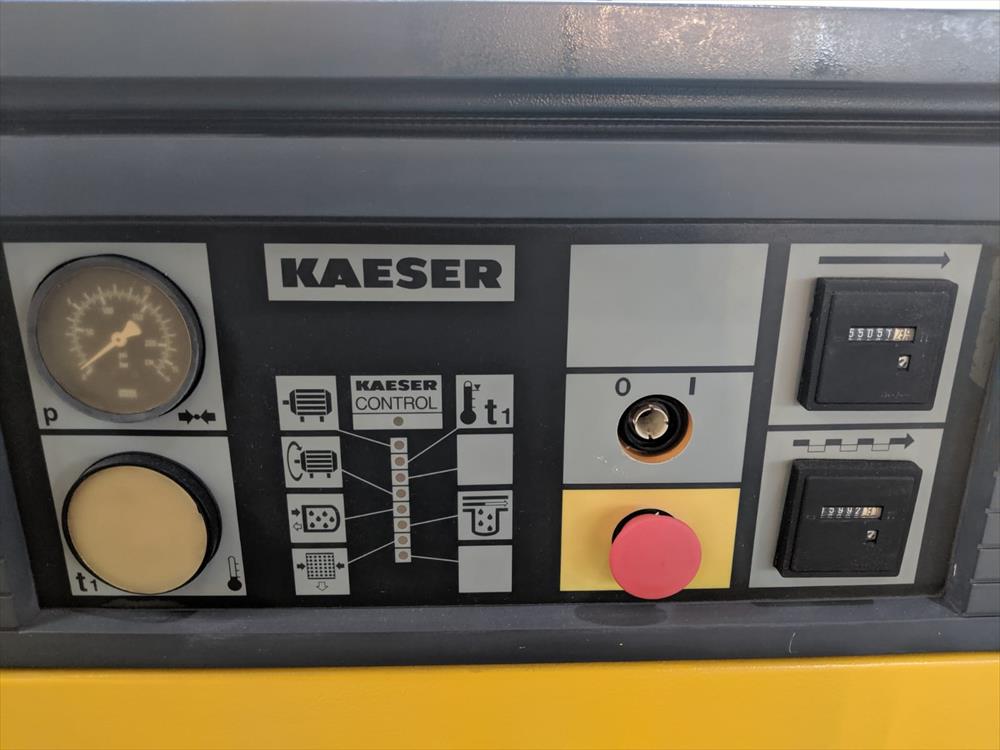 KAESER
p
KAESER
CONTROL
t1
0 I
t1